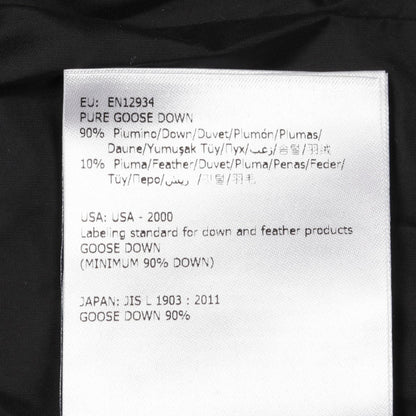 EU: EN12934
PURE GOOSE DOWN
90% Piumino/Down/Duvet/Plumón/Plumas/
Daune/Yumuşak Tüy/Пух/زغب/솜털/羽绒
10% Piuma/Feather/Duvet/Pluma/Penas/Feder/
Tüy/Перо/ريش /깃털/羽毛
USA: USA - 2000
Labeling standard for down and feather products
GOOSE DOWN
(MINIMUM 90% DOWN)
JAPAN: JIS L 1903 : 2011
GOOSE DOWN 90%